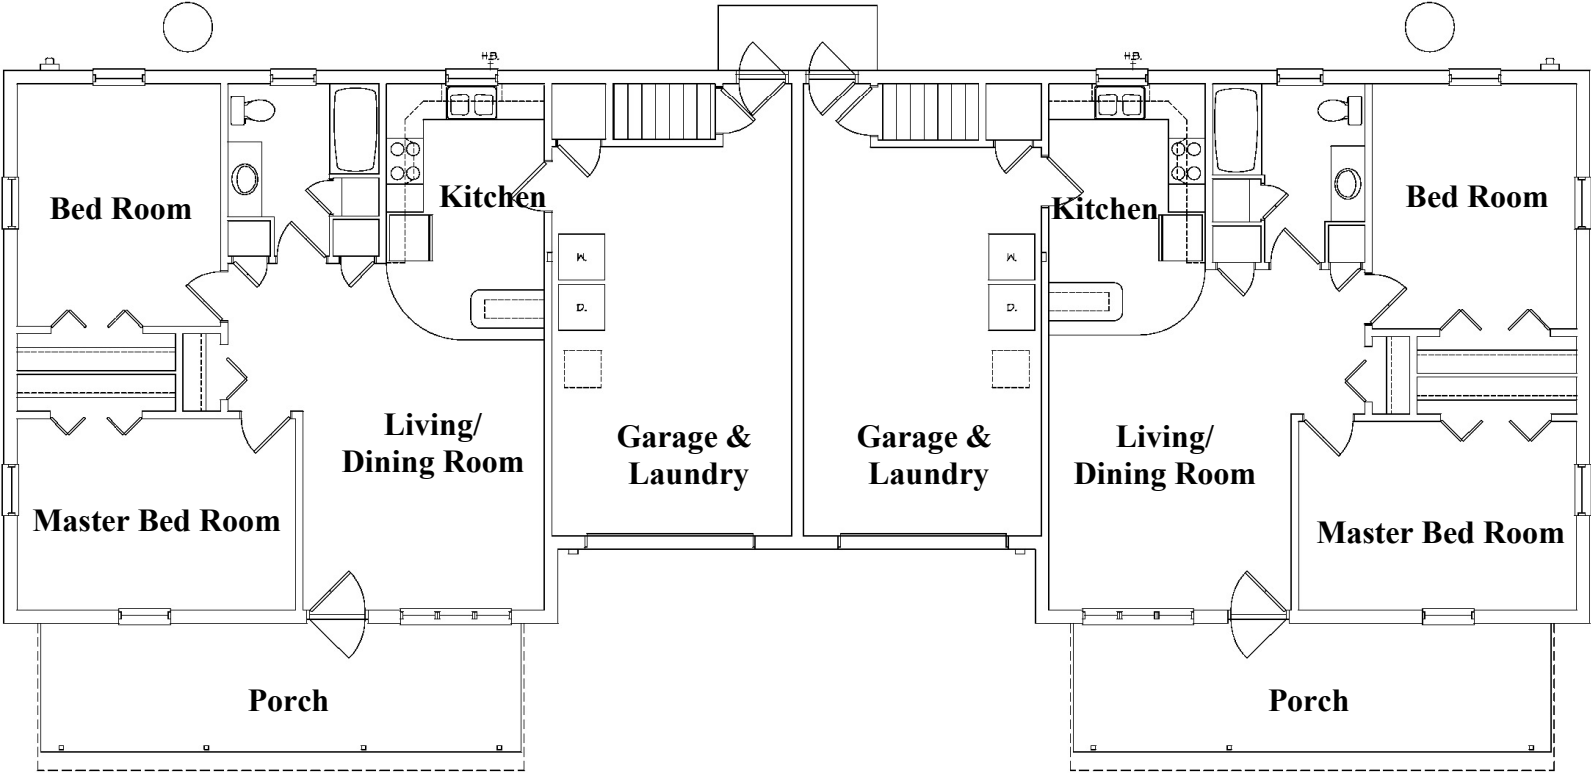 H.B.
H.B.
Bed Room
Kitchen
Kitchen
Bed Room
W.
W.
D.
D.
Living/
Dining Room
Garage &
Laundry
Garage &
Laundry
Living/
Dining Room
Master Bed Room
Master Bed Room
Porch
Porch